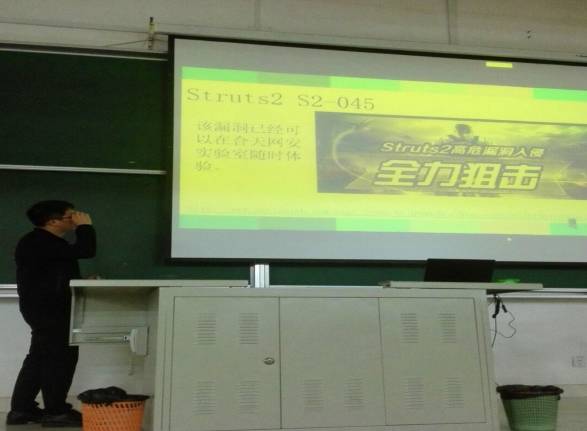 Struts2 S2-045
该漏洞已经可
以在合天网安
实验室随时体
验。
Struts2高危漏洞入侵
全力狙击